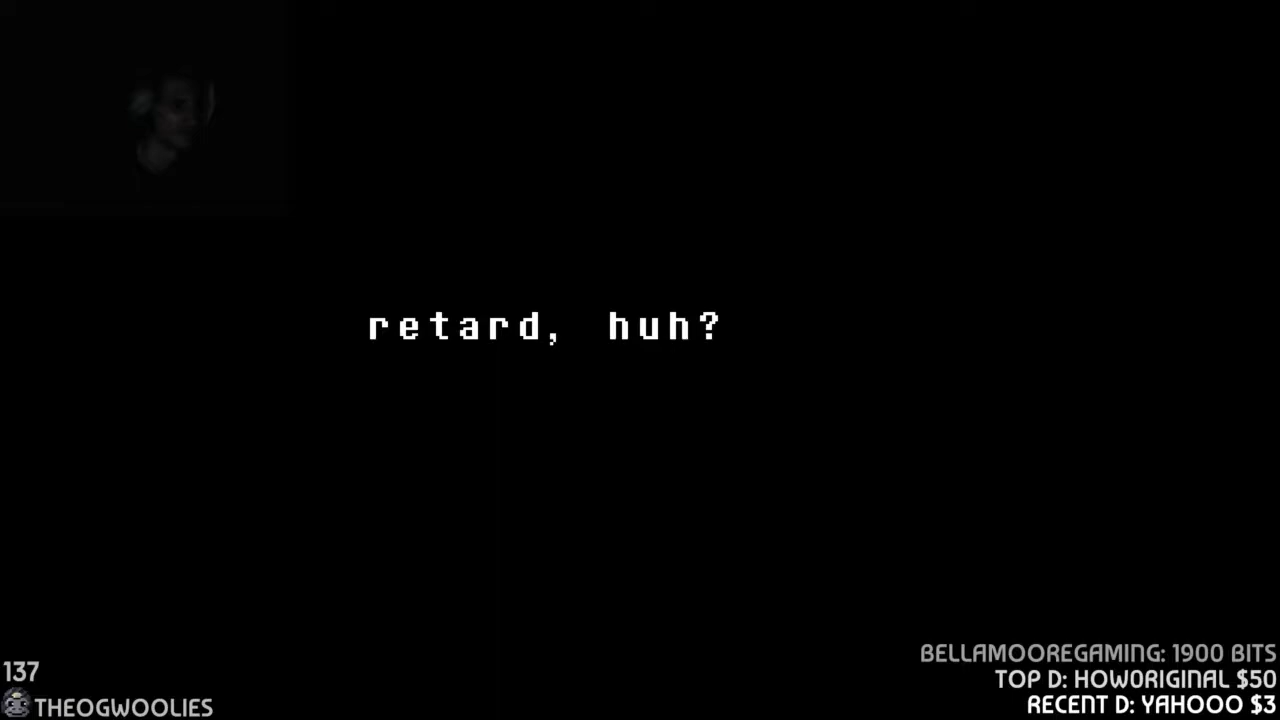 retard, huh?
BELLAMOOREGAMING: 1900 BITS
137
TOP D: HOWORIGINAL $50
THEOGWOOLIES
RECENT D: YAHOOO $3